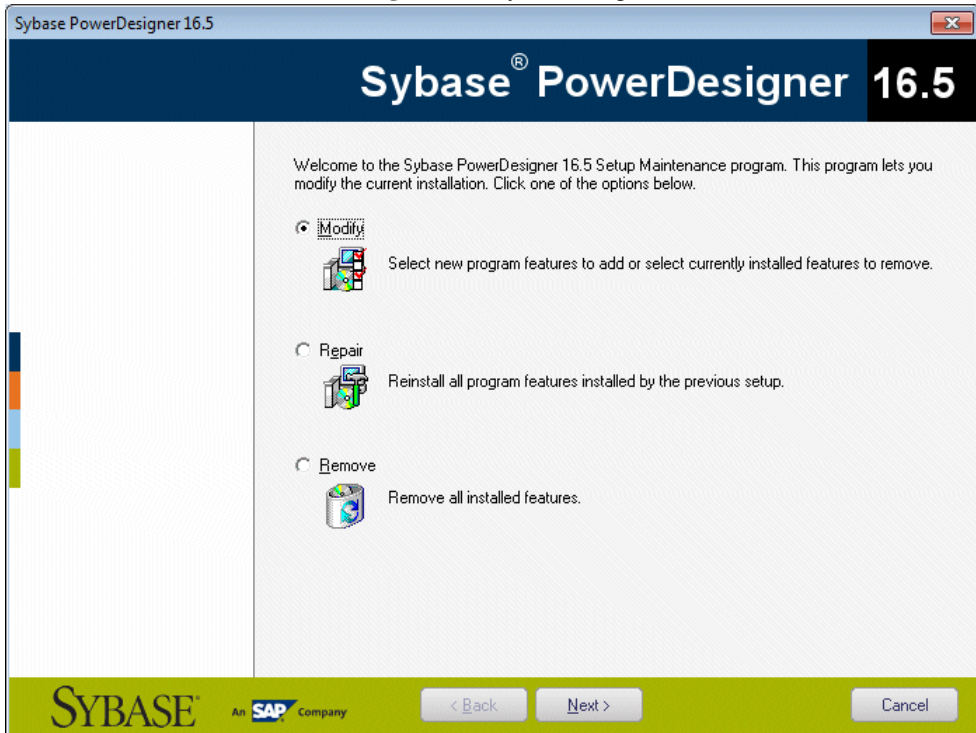 Sybase PowerDesigner 16.5
Sybase® PowerDesigner 16.5
Welcome to the Sybase PowerDesigner 16.5 Setup Maintenance program. This program lets you
modify the current installation. Click one of the options below.
Modify
Select new program features to add or select currently installed features to remove.
Repair
Reinstall all program features installed by the previous setup.
Remove
Remove all installed features.
SYBASE® An SAP Company
< Back
Next >
Cancel